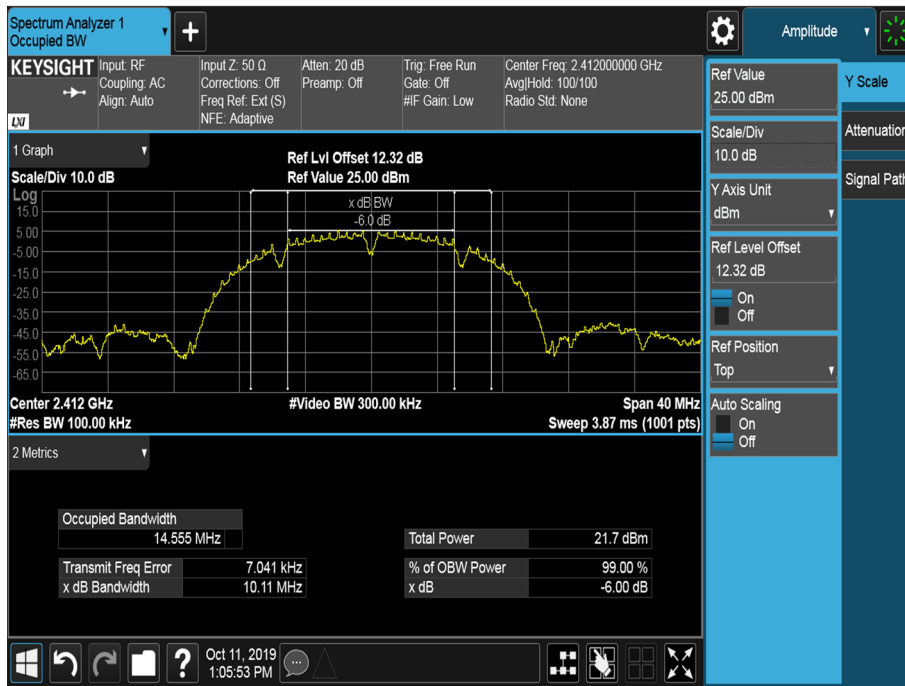 Spectrum Analyzer 1
Occupied BW
+
Amplitude
KEYSIGHT
LXI
Input: RF
Coupling: AC
Align: Auto
Input Z: 50 Ω
Corrections: Off
Freq Ref: Ext (S)
NFE: Adaptive
Atten: 20 dB
Preamp: Off
Trig: Free Run
Gate: Off
#IF Gain: Low
Center Freq: 2.412000000 GHz
Avg|Hold: 100/100
Radio Std: None
1 Graph
Scale/Div 10.0 dB
Ref Lvl Offset 12.32 dB
Ref Value 25.00 dBm
Log
x dB BW
-6.0 dB
15.0
5.00
-5.00
-15.0
-25.0
-35.0
-45.0
-55.0
-65.0
Center 2.412 GHz
#Video BW 300.00 kHz
Span 40 MHz
#Res BW 100.00 kHz
Sweep 3.87 ms (1001 pts)
2 Metrics
Occupied Bandwidth
14.555 MHz
Total Power 21.7 dBm
Transmit Freq Error 7.041 kHz
% of OBW Power 99.00 %
x dB Bandwidth 10.11 MHz
x dB -6.00 dB
?
Oct 11, 2019
1:05:53 PM
Ref Value
25.00 dBm
Scale/Div
10.0 dB
Y Axis Unit
dBm
Ref Level Offset
12.32 dB
On
Off
Ref Position
Top
Auto Scaling
On
Off
Y Scale
Attenuation
Signal Path